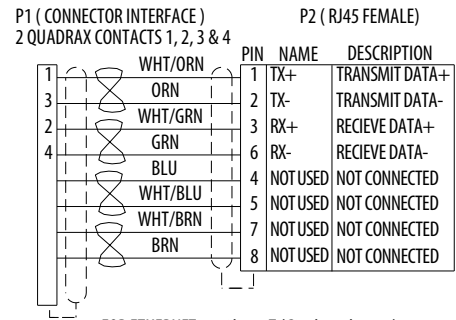 P1 ( CONNECTOR INTERFACE )
2 QUADRAX CONTACTS 1, 2, 3 & 4
P2 ( RJ45 FEMALE)
PIN NAME DESCRIPTION
1 WHT/ORN 1 TX+ TRANSMIT DATA+
3 ORN 2 TX- TRANSMIT DATA-
2 WHT/GRN 3 RX+ RECIEVE DATA+
4 GRN 6 RX- RECIEVE DATA-
BLU 4 NOT USED NOT CONNECTED
WHT/BLU 5 NOT USED NOT CONNECTED
WHT/BRN 7 NOT USED NOT CONNECTED
BRN 8 NOT USED NOT CONNECTED